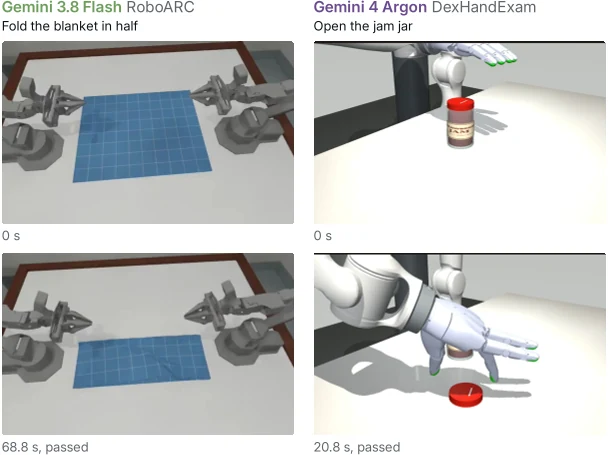 Gemini 3.8 Flash RoboARC
Fold the blanket in half
Gemini 4 Argon DexHandExam
Open the jam jar
JAM
0 s
0 s
68.8 s, passed
20.8 s, passed